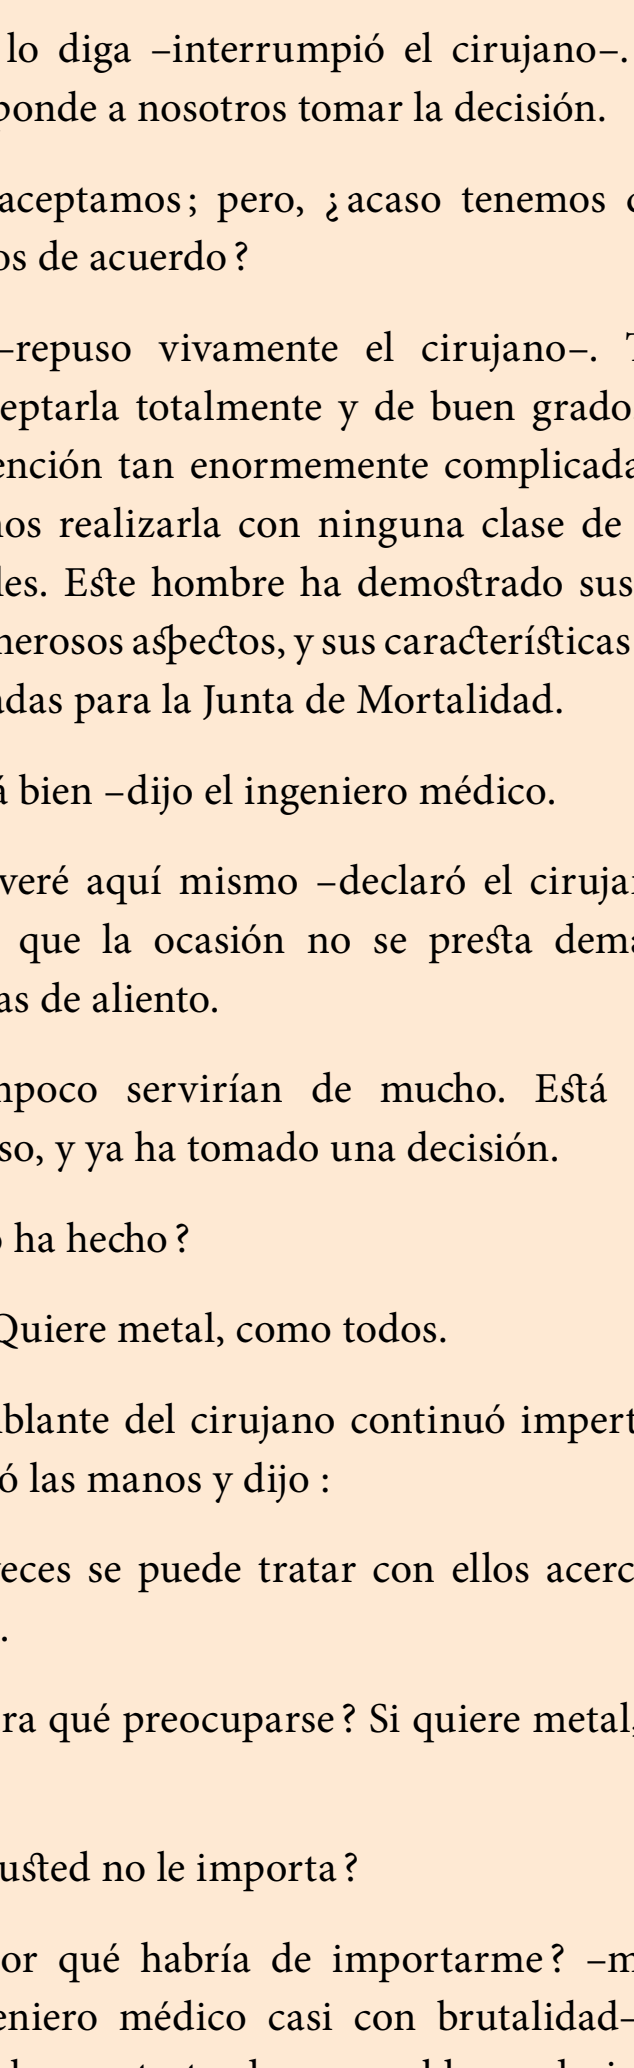 lo diga –interrumpió el cirujano–.
ponde a nosotros tomar la decisión.
aceptamos; pero, ¿acaso tenemos
os de acuerdo?
–repuso vivamente el cirujano–.
eptarla totalmente y de buen grado
ención tan enormemente complicada
nos realizarla con ninguna clase de
les. Este hombre ha demostrado sus
nerosos aspectos, y sus características
adas para la Junta de Mortalidad.
á bien –dijo el ingeniero médico.
veré aquí mismo –declaró el ciruja
que la ocasión no se presta dema
as de aliento.
mpoco servirían de mucho. Está
so, y ya ha tomado una decisión.
o ha hecho?
Quiere metal, como todos.
blante del cirujano continuó impert
ó las manos y dijo :
veces se puede tratar con ellos acerc
.
ra qué preocuparse? Si quiere metal,
usted no le importa?
or qué habría de importarme? –m
eniero médico casi con brutalidad–